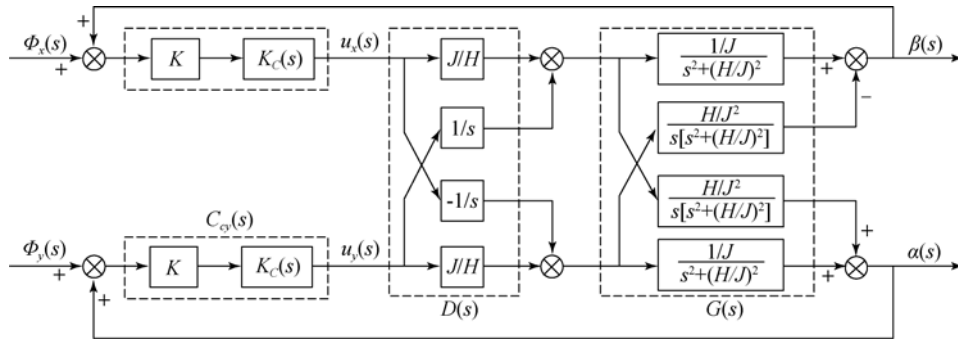 +
Φx(s)
+
K
KC(s)
ux(s)
J/H
1/J
s²+(H/J)²
+
β(s)
−
1/s
H/J²
s[s²+(H/J)²]
-1/s
H/J²
s[s²+(H/J)²]
+
Ccy(s)
Φy(s)
+
K
KC(s)
uy(s)
J/H
1/J
s²+(H/J)²
+
α(s)
+
D(s)
G(s)